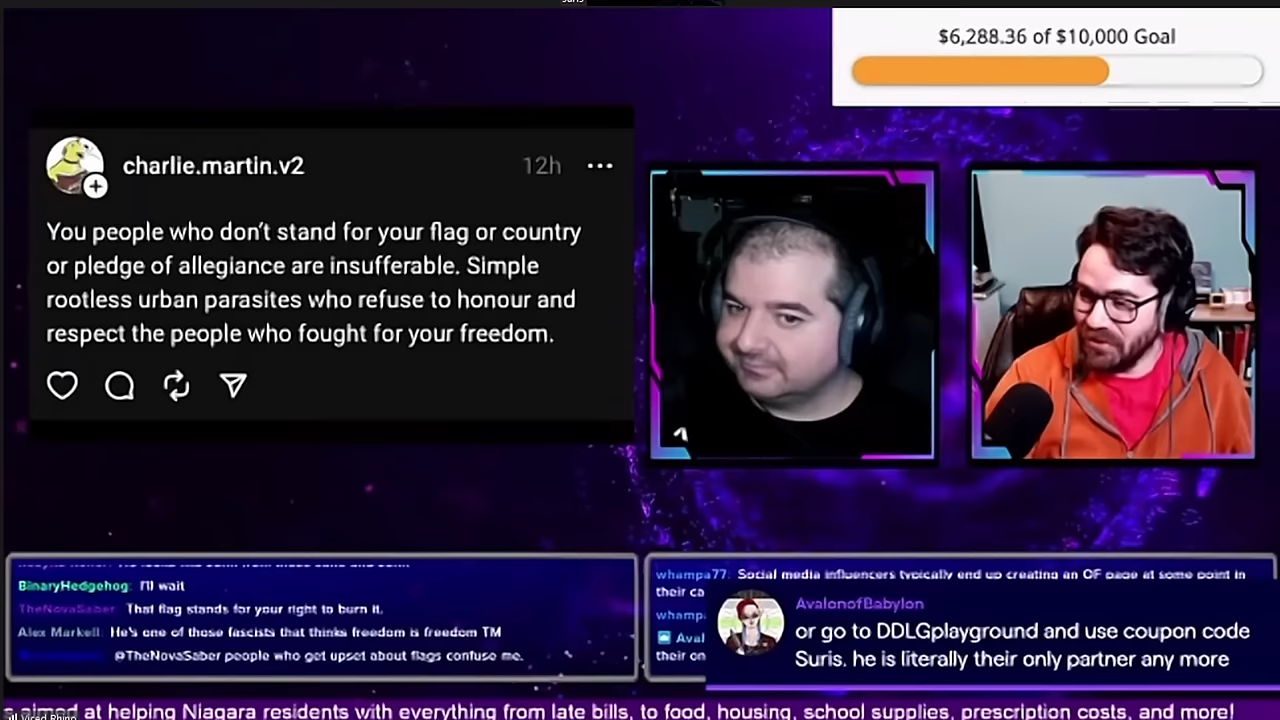 Suris
$6,288.36 of $10,000 Goal
charlie.martin.v2
12h
You people who don't stand for your flag or country
or pledge of allegiance are insufferable. Simple
rootless urban parasites who refuse to honour and
respect the people who fought for your freedom.
BinaryHedgehog: I'll wait
TheNovaSaber: That flag stands for your right to burn it.
Alex Markell: He's one of those fascists that thinks freedom is freedom TM
@TheNovaSaber people who get upset about flags confuse me.
whampa77: Social media influencers typically end up creating an OF page at some point in
their ca
whamp
Aval
their on
AvalonofBabylon
or go to DDLGplayground and use coupon code
Suris. he is literally their only partner any more
aimed at helping Niagara residents with everything from late bills, to food, housing, school supplies, prescription costs, and more!
Viced Rhino